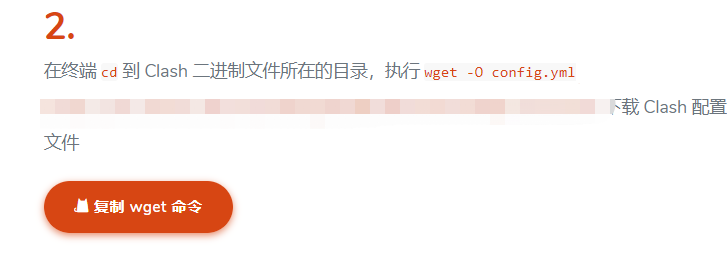 2.
在终端 cd 到 Clash 二进制文件所在的目录，执行 wget -O config.yml
下载 Clash 配置
文件
复制 wget 命令